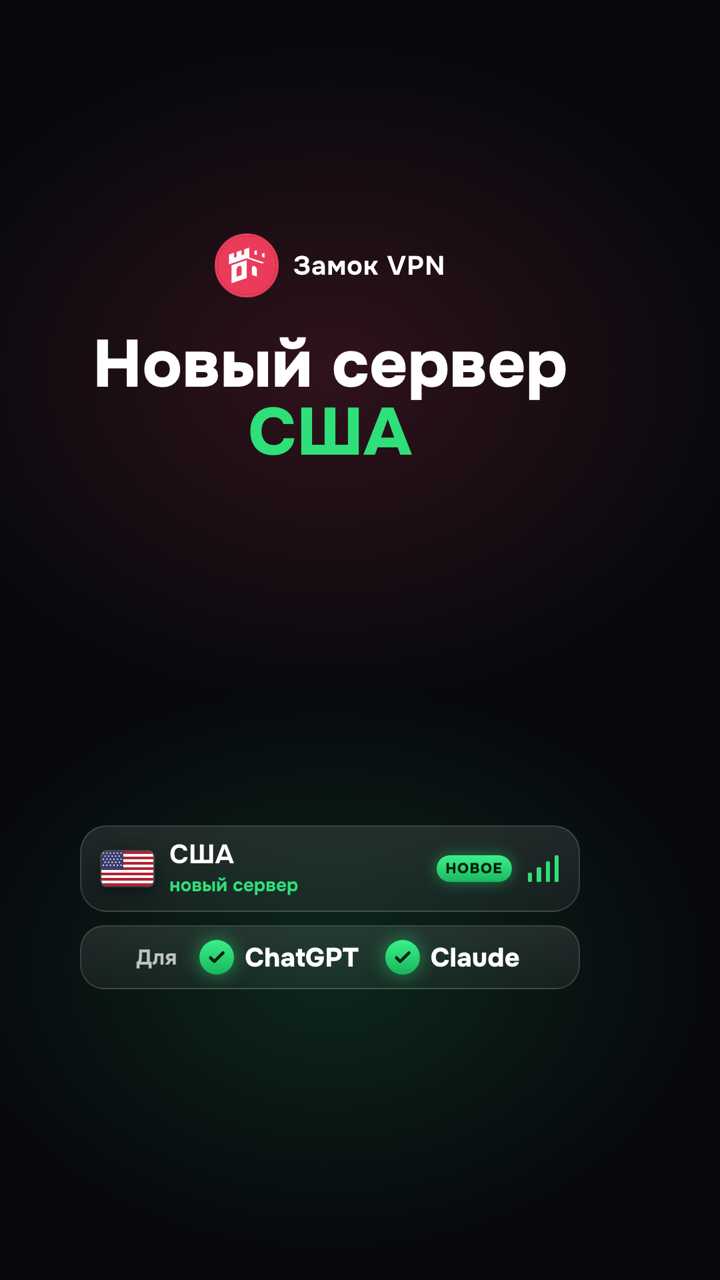 Замок VPN
Новый сервер
США
США
новый сервер
НОВОЕ
Для ChatGPT Claude